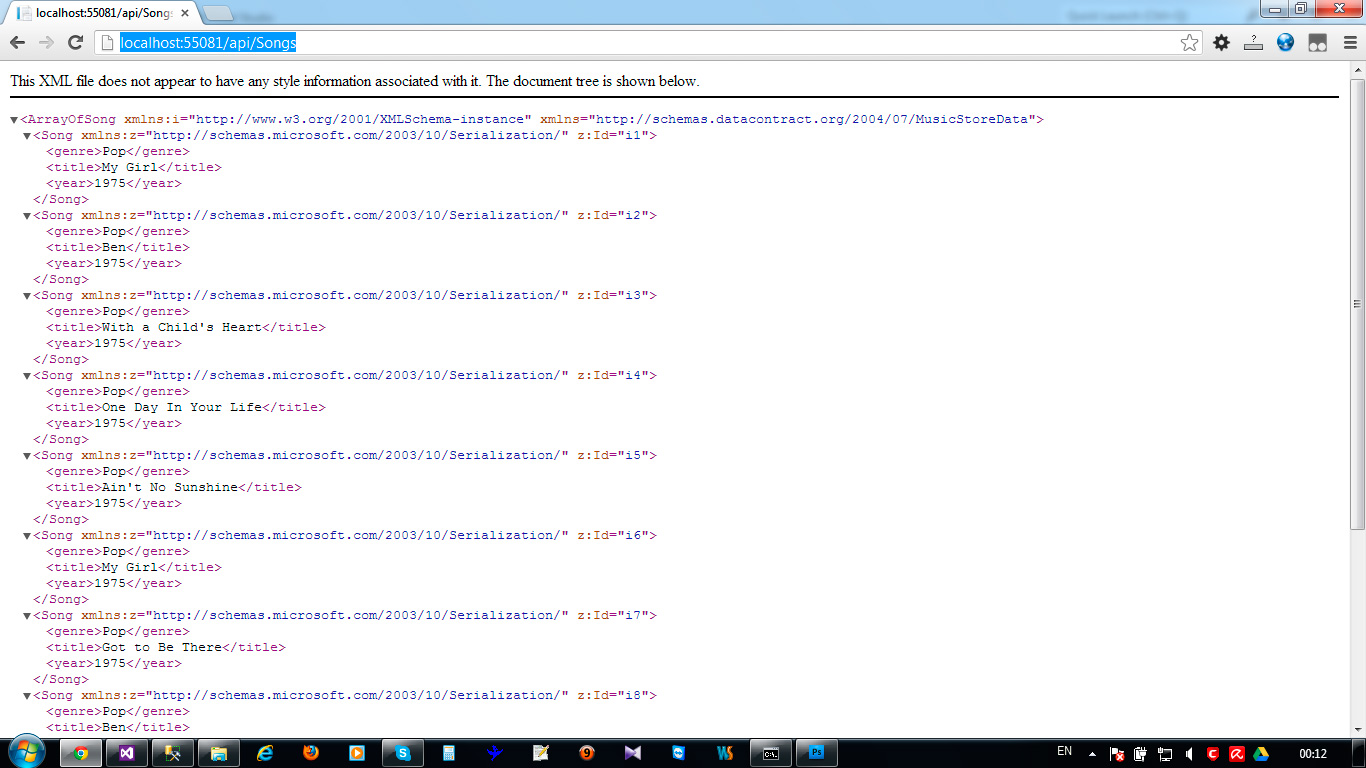 localhost:55081/api/Songs
localhost:55081/api/Songs
This XML file does not appear to have any style information associated with it. The document tree is shown below.
▼<ArrayOfSong xmlns:i="http://www.w3.org/2001/XMLSchema-instance" xmlns="http://schemas.datacontract.org/2004/07/MusicStoreData">
▼<Song xmlns:z="http://schemas.microsoft.com/2003/10/Serialization/" z:Id="i1">
<genre>Pop</genre>
<title>My Girl</title>
<year>1975</year>
</Song>
▼<Song xmlns:z="http://schemas.microsoft.com/2003/10/Serialization/" z:Id="i2">
<genre>Pop</genre>
<title>Ben</title>
<year>1975</year>
</Song>
▼<Song xmlns:z="http://schemas.microsoft.com/2003/10/Serialization/" z:Id="i3">
<genre>Pop</genre>
<title>With a Child's Heart</title>
<year>1975</year>
</Song>
▼<Song xmlns:z="http://schemas.microsoft.com/2003/10/Serialization/" z:Id="i4">
<genre>Pop</genre>
<title>One Day In Your Life</title>
<year>1975</year>
</Song>
▼<Song xmlns:z="http://schemas.microsoft.com/2003/10/Serialization/" z:Id="i5">
<genre>Pop</genre>
<title>Ain't No Sunshine</title>
<year>1975</year>
</Song>
▼<Song xmlns:z="http://schemas.microsoft.com/2003/10/Serialization/" z:Id="i6">
<genre>Pop</genre>
<title>My Girl</title>
<year>1975</year>
</Song>
▼<Song xmlns:z="http://schemas.microsoft.com/2003/10/Serialization/" z:Id="i7">
<genre>Pop</genre>
<title>Got to Be There</title>
<year>1975</year>
</Song>
▼<Song xmlns:z="http://schemas.microsoft.com/2003/10/Serialization/" z:Id="i8">
<genre>Pop</genre>
<title>Ben</title>
EN
00:12